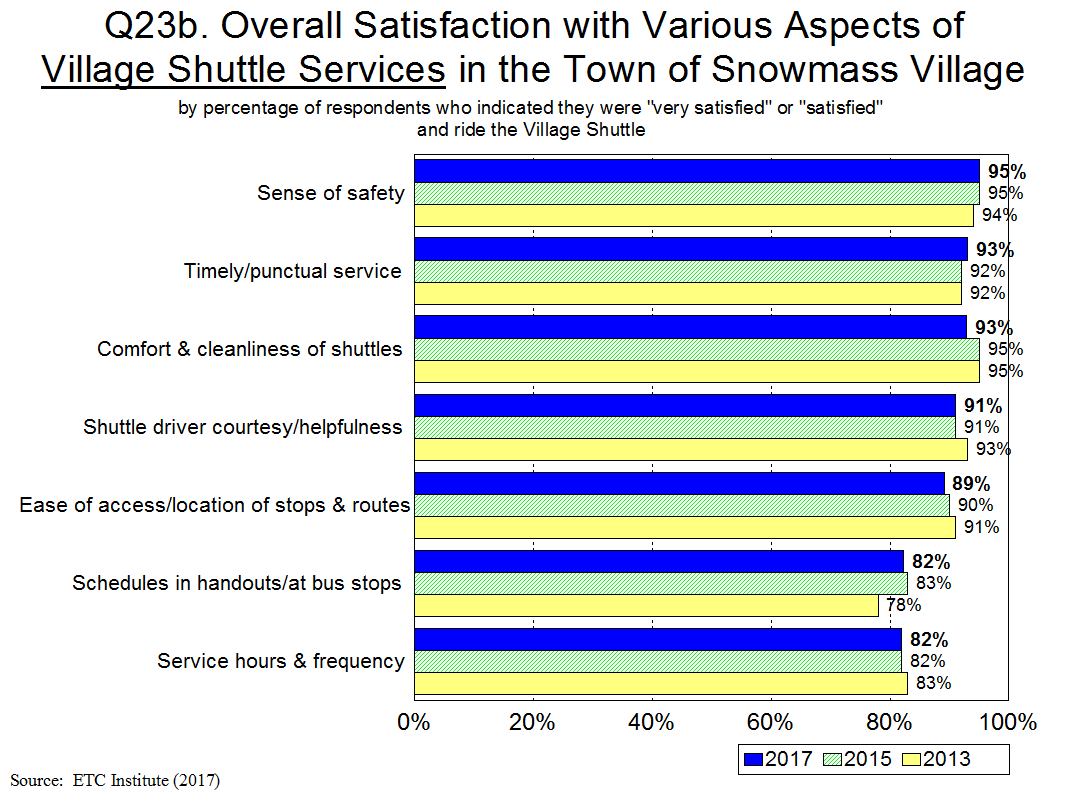 Q23b. Overall Satisfaction with Various Aspects of
Village Shuttle Services in the Town of Snowmass Village
by percentage of respondents who indicated they were "very satisfied" or "satisfied"
and ride the Village Shuttle
95%
Sense of safety 95%
94%
93%
Timely/punctual service 92%
92%
93%
Comfort & cleanliness of shuttles 95%
95%
91%
Shuttle driver courtesy/helpfulness 91%
93%
89%
Ease of access/location of stops & routes 90%
91%
82%
Schedules in handouts/at bus stops 83%
78%
82%
Service hours & frequency 82%
83%
0% 20% 40% 60% 80% 100%
2017 2015 2013
Source: ETC Institute (2017)